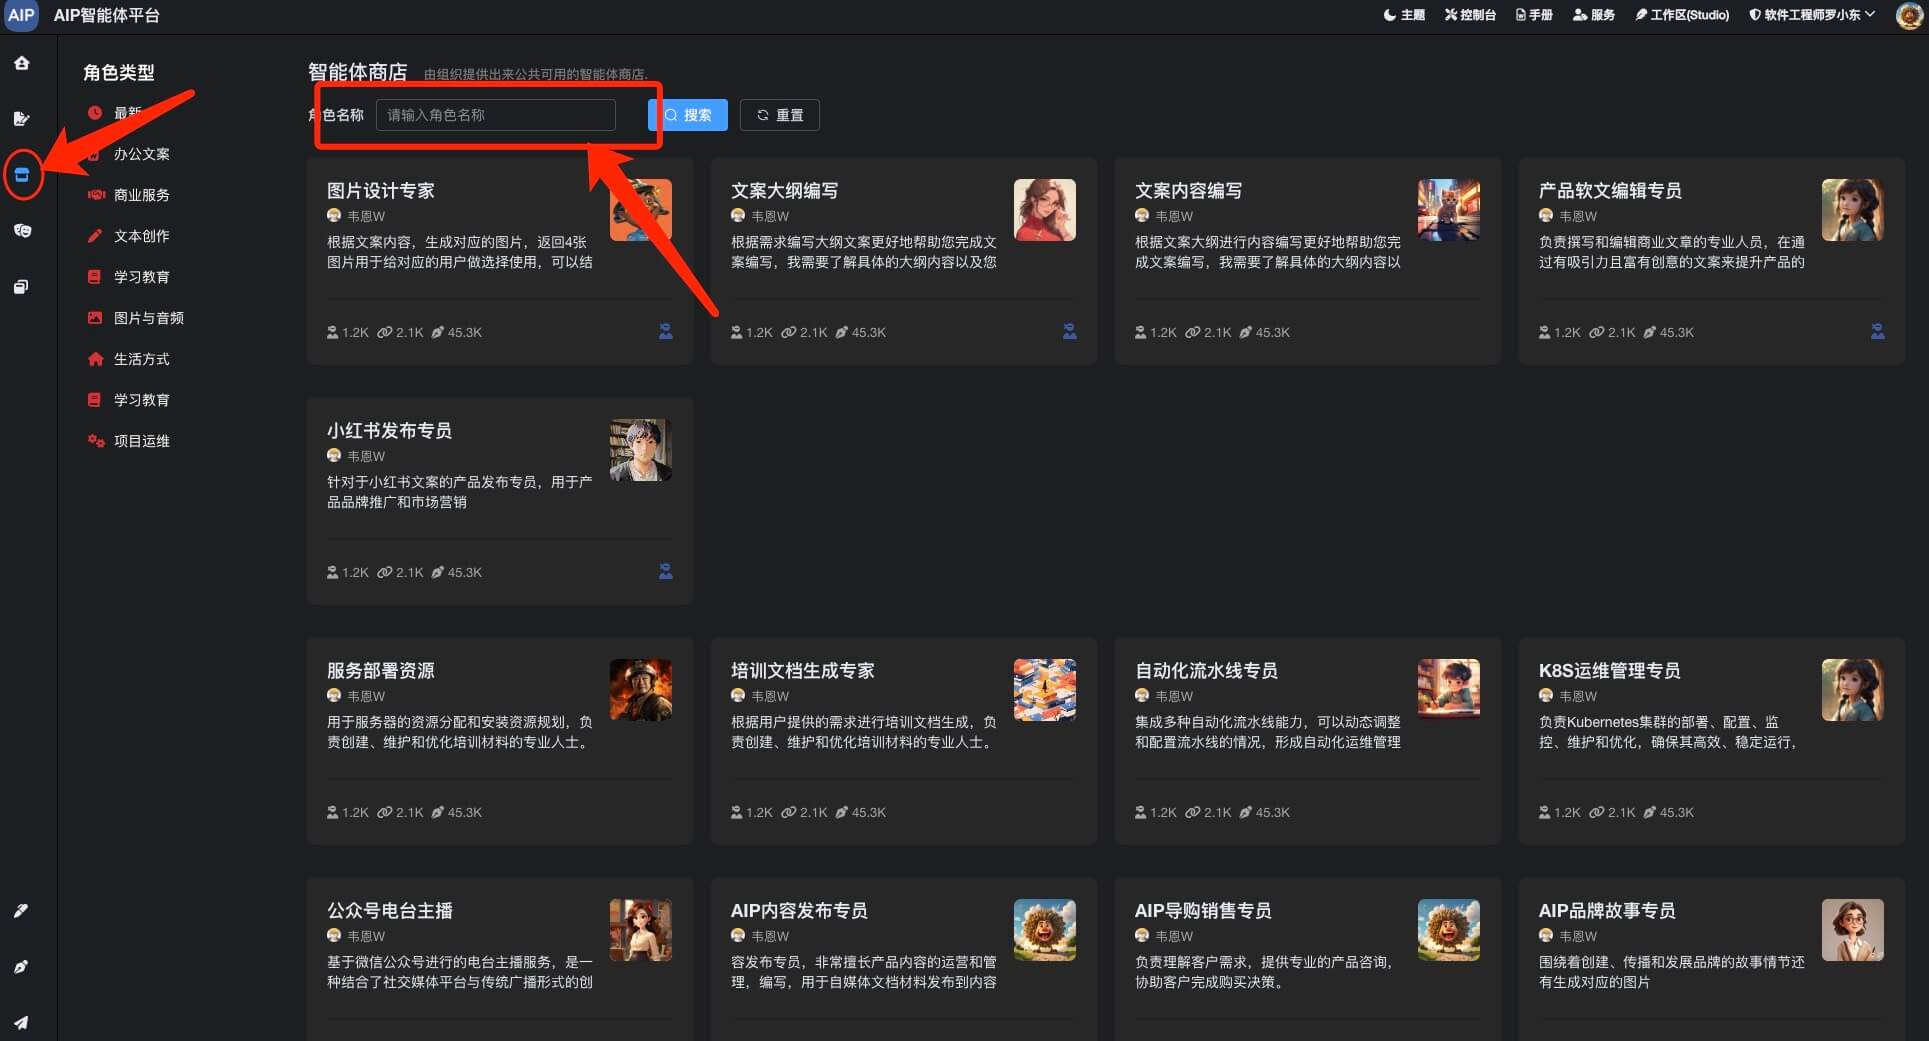 AIP AIP智能体平台 主题 控制台 手册 服务 工作区(Studio) 软件工程师罗小东
角色类型
最新
办公文案
商业服务
文本创作
学习教育
图片与音频
生活方式
学习教育
项目运维
智能体商店 由组织提供出来公共可用的智能体商店.
角色名称 请输入角色名称 搜索 重置
图片设计专家
韦恩W
根据文案内容，生成对应的图片，返回4张
图片用于给对应的用户做选择使用，可以结
1.2K 2.1K 45.3K
文案大纲编写
韦恩W
根据需求编写大纲文案更好地帮助您完成文
案编写，我需要了解具体的大纲内容以及您
1.2K 2.1K 45.3K
文案内容编写
韦恩W
根据文案大纲进行内容编写更好地帮助您完
成文案编写，我需要了解具体的大纲内容以
1.2K 2.1K 45.3K
产品软文编辑专员
韦恩W
负责撰写和编辑商业文章的专业人员，在通
过有吸引力且富有创意的文案来提升产品的
1.2K 2.1K 45.3K
小红书发布专员
韦恩W
针对于小红书文案的产品发布专员，用于产
品品牌推广和市场营销
1.2K 2.1K 45.3K
服务部署资源
韦恩W
用于服务器的资源分配和安装资源规划，负
责创建、维护和优化培训材料的专业人士。
1.2K 2.1K 45.3K
培训文档生成专家
韦恩W
根据用户提供的需求进行培训文档生成，负
责创建、维护和优化培训材料的专业人士。
1.2K 2.1K 45.3K
自动化流水线专员
韦恩W
集成多种自动化流水线能力，可以动态调整
和配置流水线的情况，形成自动化运维管理
1.2K 2.1K 45.3K
K8S运维管理专员
韦恩W
负责Kubernetes集群的部署、配置、监
控、维护和优化，确保其高效、稳定运行，
1.2K 2.1K 45.3K
公众号电台主播
韦恩W
基于微信公众号进行的电台主播服务，是一
种结合了社交媒体平台与传统广播形式的创
AIP内容发布专员
韦恩W
容发布专员，非常擅长产品内容的运营和管
理，编写，用于自媒体文档材料发布到内容
AIP导购销售专员
韦恩W
负责理解客户需求，提供专业的产品咨询，
协助客户完成购买决策。
AIP品牌故事专员
韦恩W
围绕着创建、传播和发展品牌的故事情节还
有生成对应的图片